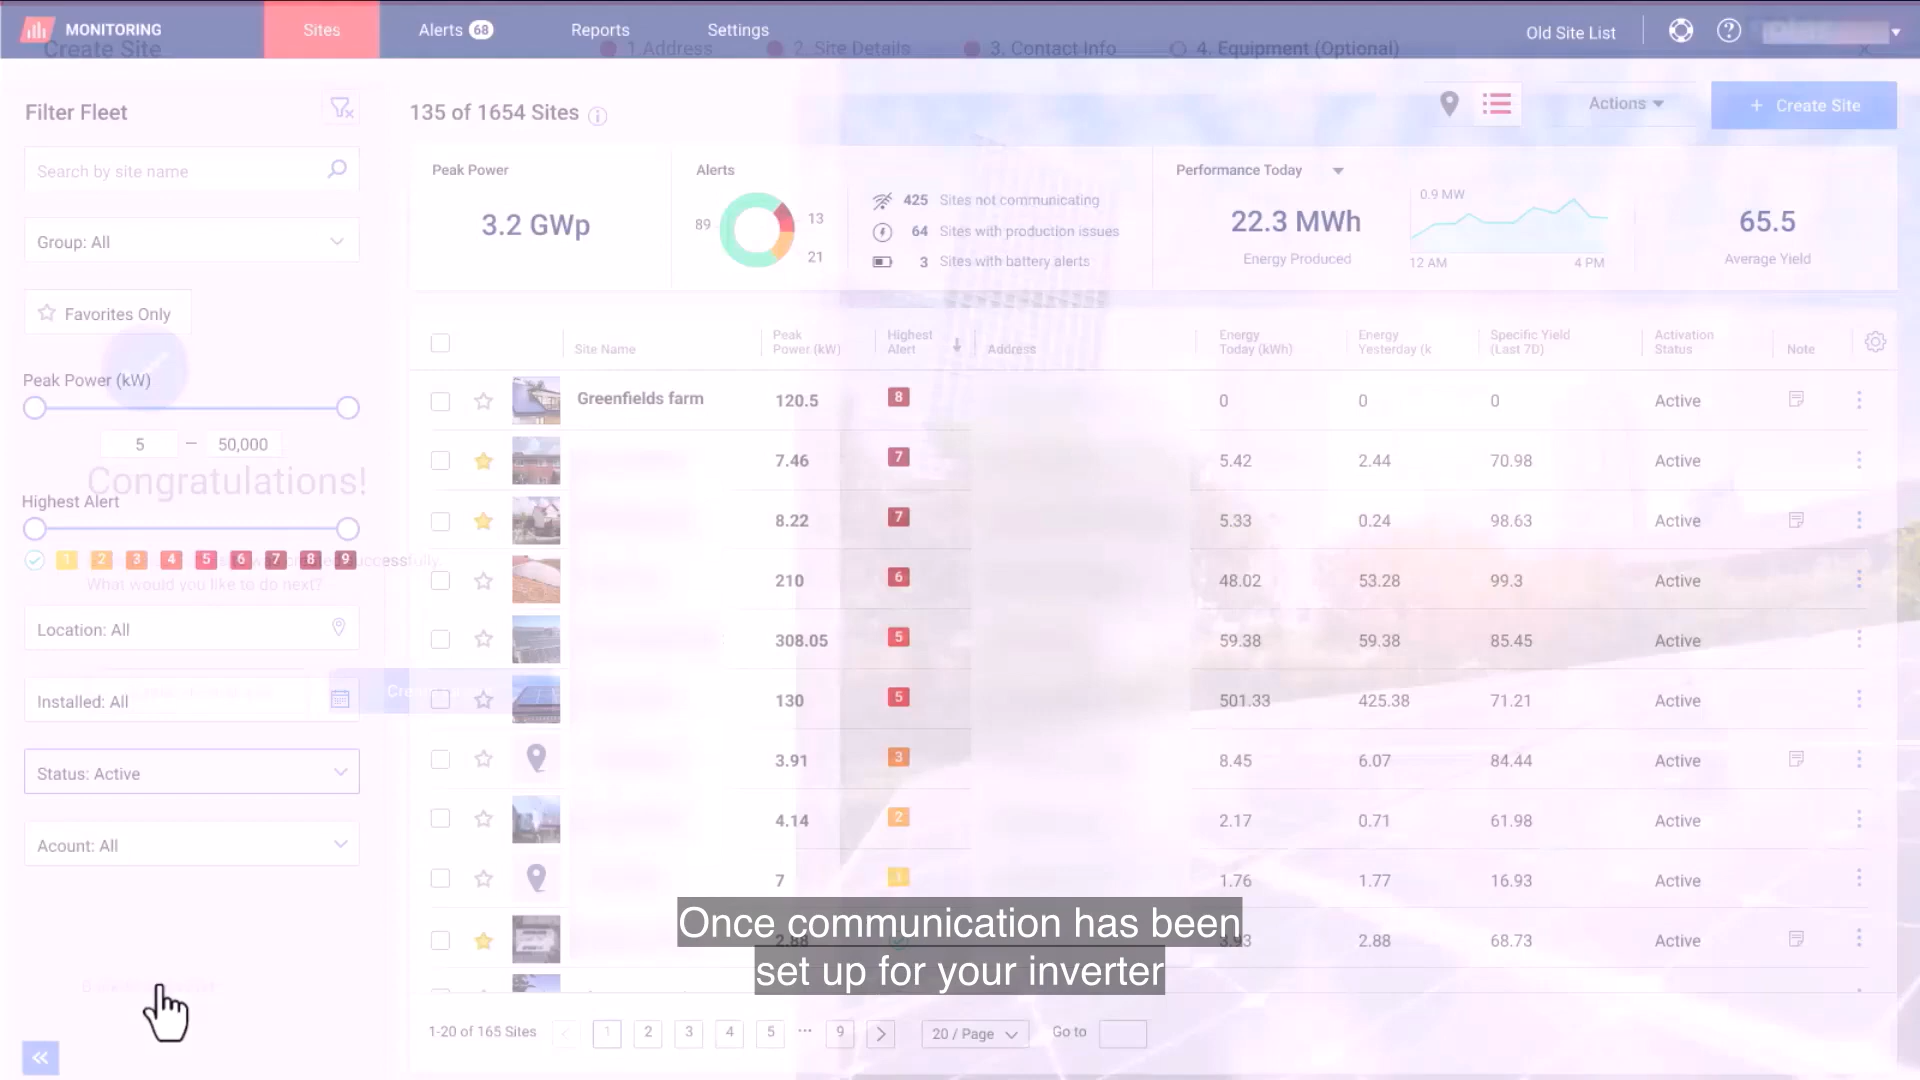 MONITORING
Sites
Alerts 68
Reports
Settings
Old Site List
Create Site
1. Address
2. Site Details
3. Contact Info
4. Equipment (Optional)
Filter Fleet
135 of 1654 Sites
Actions
+ Create Site
Search by site name
Group: All
Favorites Only
Peak Power (kW)
5 – 50,000
Congratulations!
Highest Alert
1 2 3 4 5 6 7 8 9
successfully.
What would you like to do next?
Location: All
Installed: All
Status: Active
Acount: All
Peak Power
3.2 GWp
Alerts
89
13
21
425 Sites not communicating
64 Sites with production issues
3 Sites with battery alerts
Performance Today
22.3 MWh
Energy Produced
0.9 MW
12 AM
4 PM
65.5
Average Yield
Site Name
Peak Power (kW)
Highest Alert
Address
Energy Today (kWh)
Energy Yesterday (k
Specific Yield (Last 7D)
Activation Status
Note
Greenfields farm 120.5 8 0 0 0 Active
7.46 7 5.42 2.44 70.98 Active
8.22 7 5.33 0.24 98.63 Active
210 6 48.02 53.28 99.3 Active
308.05 5 59.38 59.38 85.45 Active
130 5 501.33 425.38 71.21 Active
3.91 3 8.45 6.07 84.44 Active
4.14 2 2.17 0.71 61.98 Active
7 1 1.76 1.77 16.93 Active
2.88 3.93 2.88 68.73 Active
Once communication has been
set up for your inverter
1-20 of 165 Sites
1 2 3 4 5 ... 9
20 / Page
Go to